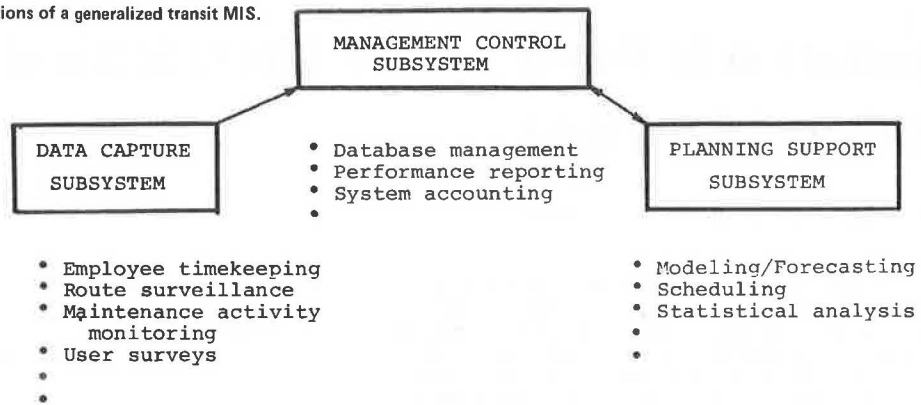 ions of a generalized transit MIS.
MANAGEMENT CONTROL
SUBSYSTEM
DATA CAPTURE
SUBSYSTEM
• Database management
• Performance reporting
• System accounting
•
PLANNING SUPPORT
SUBSYSTEM
• Employee timekeeping
• Route surveillance
• Maintenance activity
monitoring
• User surveys
•
•
• Modeling/Forecasting
• Scheduling
• Statistical analysis
•
•